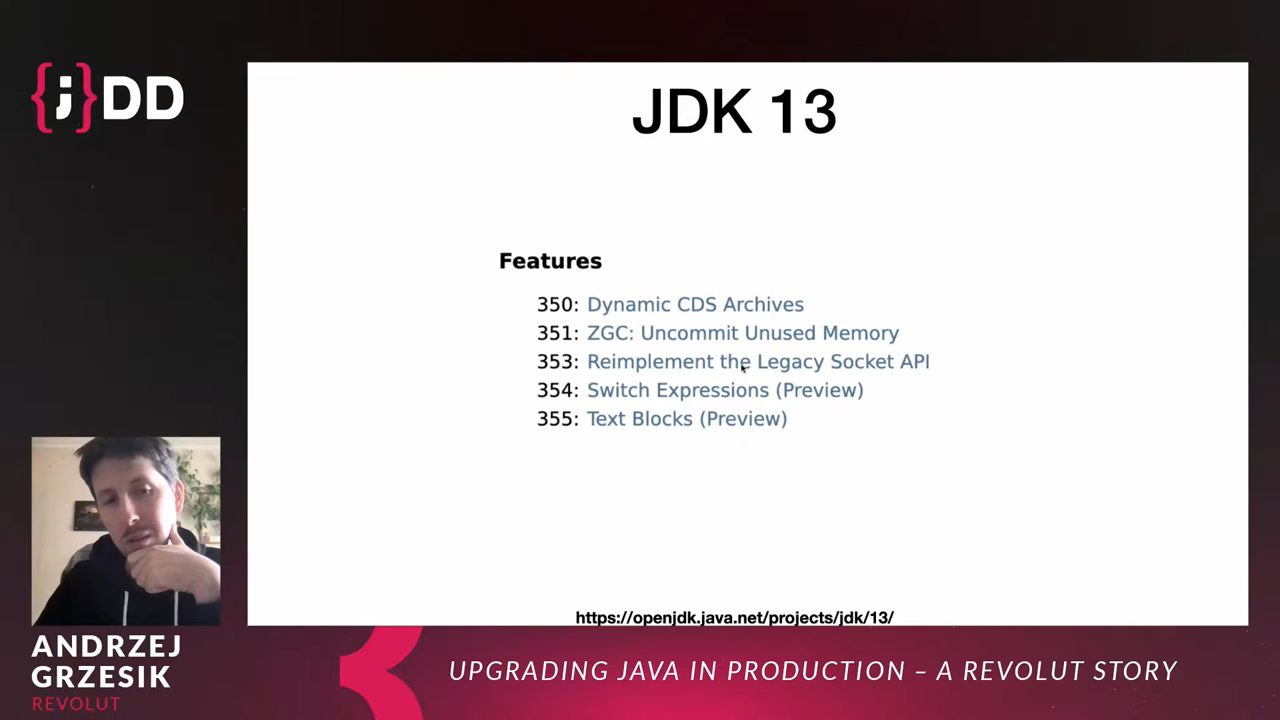 {;}DD
JDK 13
Features
350: Dynamic CDS Archives
351: ZGC: Uncommit Unused Memory
353: Reimplement the Legacy Socket API
354: Switch Expressions (Preview)
355: Text Blocks (Preview)
https://openjdk.java.net/projects/jdk/13/
ANDRZEJ
GRZESIK
REVOLUT
UPGRADING JAVA IN PRODUCTION – A REVOLUT STORY